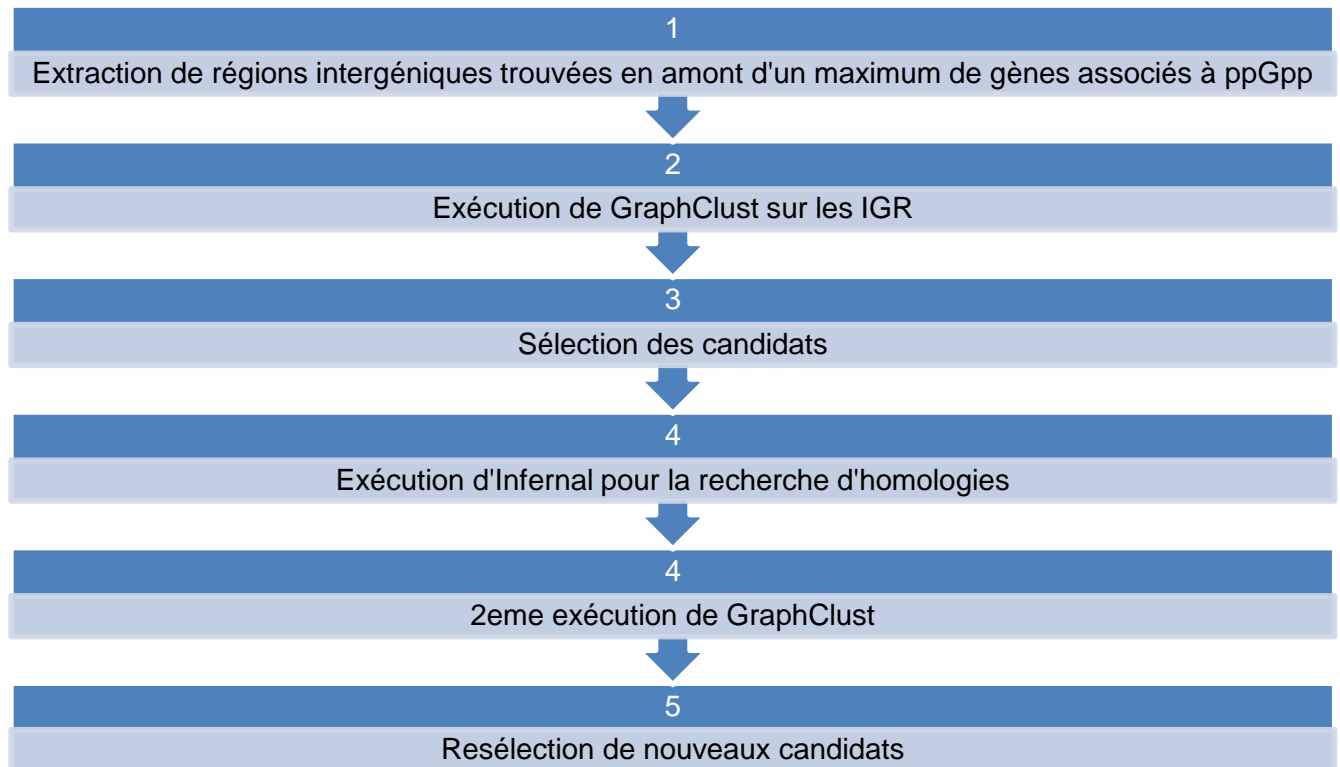 1
Extraction de régions intergéniques trouvées en amont d'un maximum de gènes associés à ppGpp
2
Exécution de GraphClust sur les IGR
3
Sélection des candidats
4
Exécution d'Infernal pour la recherche d'homologies
4
2eme exécution de GraphClust
5
Resélection de nouveaux candidats